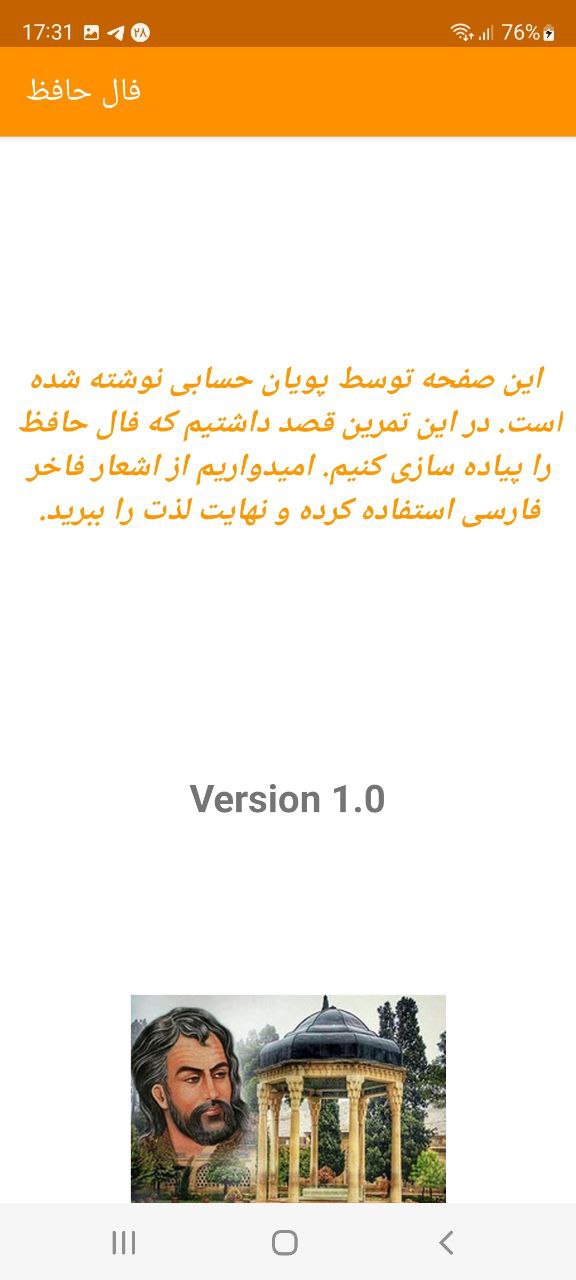 17:31 ۲۸ 76%
فال حافظ
این صفحه توسط پویان حسابی نوشته شده
است. در این تمرین قصد داشتیم که فال حافظ
را پیاده سازی کنیم. امیدواریم از اشعار فاخر
فارسی استفاده کرده و نهایت لذت را ببرید.
Version 1.0